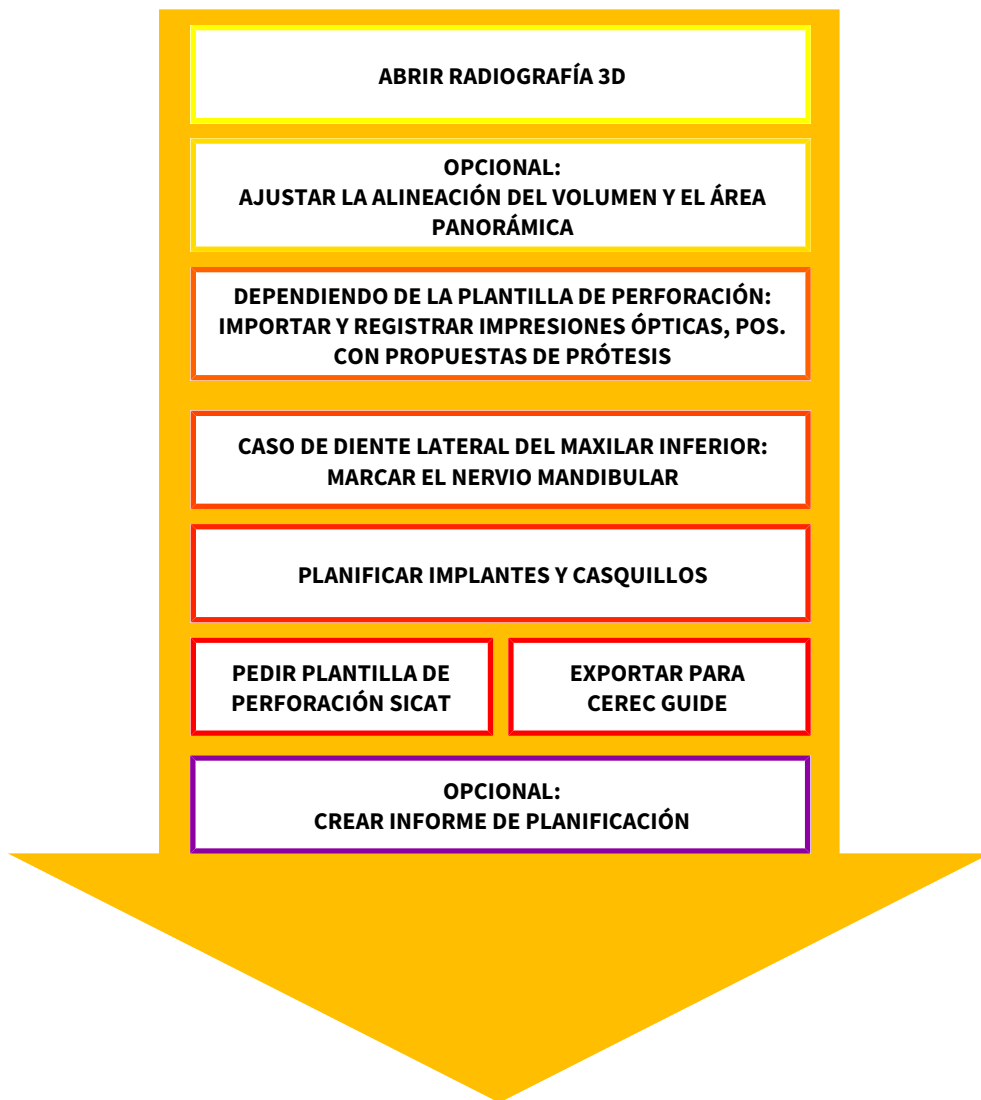 ABRIR RADIOGRAFÍA 3D
OPCIONAL:
AJUSTAR LA ALINEACIÓN DEL VOLUMEN Y EL ÁREA
PANORÁMICA
DEPENDIENDO DE LA PLANTILLA DE PERFORACIÓN:
IMPORTAR Y REGISTRAR IMPRESIONES ÓPTICAS, POS.
CON PROPUESTAS DE PRÓTESIS
CASO DE DIENTE LATERAL DEL MAXILAR INFERIOR:
MARCAR EL NERVIO MANDIBULAR
PLANIFICAR IMPLANTES Y CASQUILLOS
PEDIR PLANTILLA DE
PERFORACIÓN SICAT
EXPORTAR PARA
CEREC GUIDE
OPCIONAL:
CREAR INFORME DE PLANIFICACIÓN